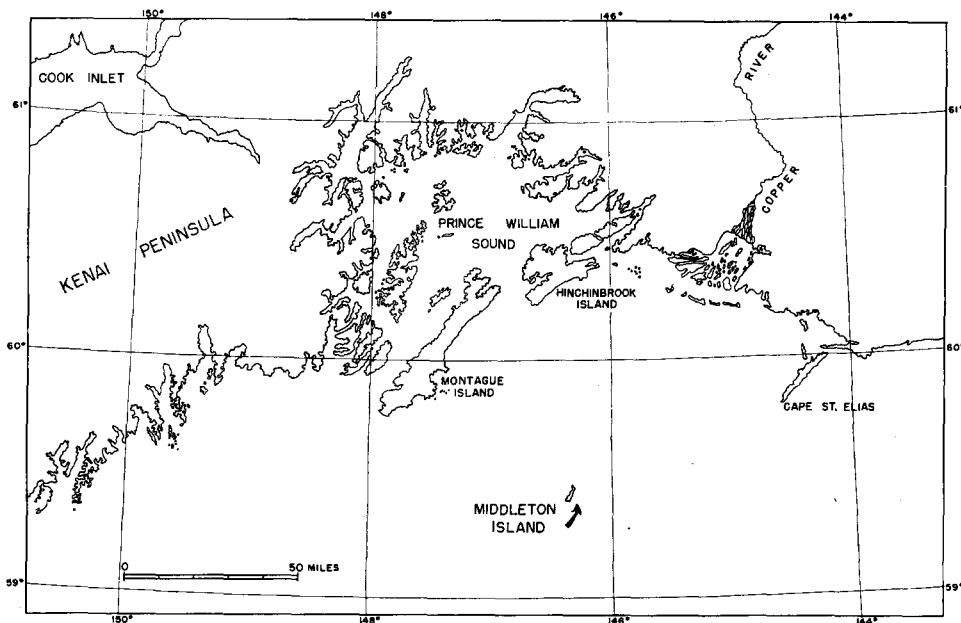 150°
148°
146°
144°
COOK INLET
RIVER
61°
61°
COPPER
KENAI PENINSULA
PRINCE WILLIAM
SOUND
HINCHINBROOK
ISLAND
60°
60°
MONTAGUE
ISLAND
CAPE ST. ELIAS
MIDDLETON
ISLAND
0
50 MILES
59°
59°
150°
148°
146°
144°